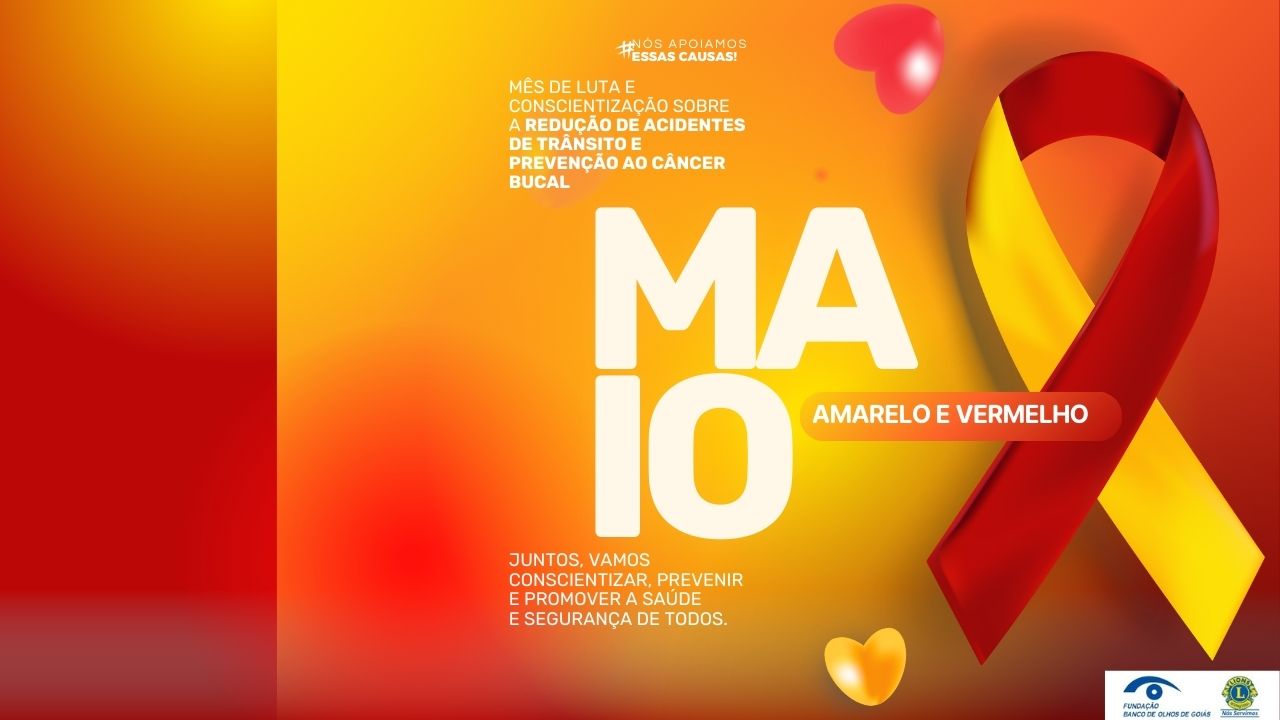 #NÓS APOIAMOS
ESSAS CAUSAS!
MÊS DE LUTA E
CONSCIENTIZAÇÃO SOBRE
A REDUÇÃO DE ACIDENTES
DE TRÂNSITO E
PREVENÇÃO AO CÂNCER
BUCAL
MA
IO
AMARELO E VERMELHO
JUNTOS, VAMOS
CONSCIENTIZAR, PREVENIR
E PROMOVER A SAÚDE
E SEGURANÇA DE TODOS.
FUNDAÇÃO
BANCO DE OLHOS DE GOIÁS
LIONS
L
Nós Servimos